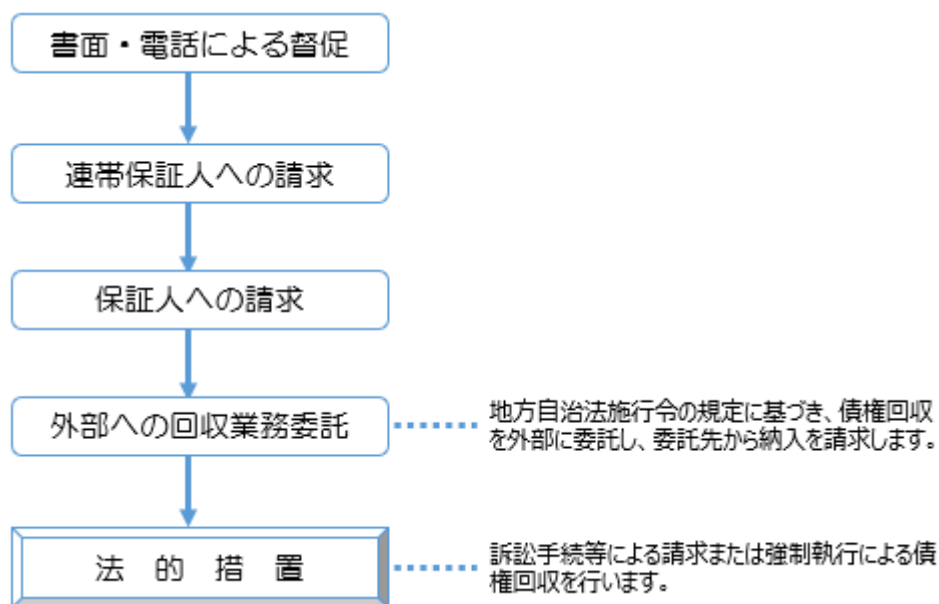 書面・電話による督促
連帯保証人への請求
保証人への請求
外部への回収業務委託
地方自治法施行令の規定に基づき、債権回収
を外部に委託し、委託先から納入を請求します。
法的措置
訴訟手続等による請求または強制執行による債
権回収を行います。